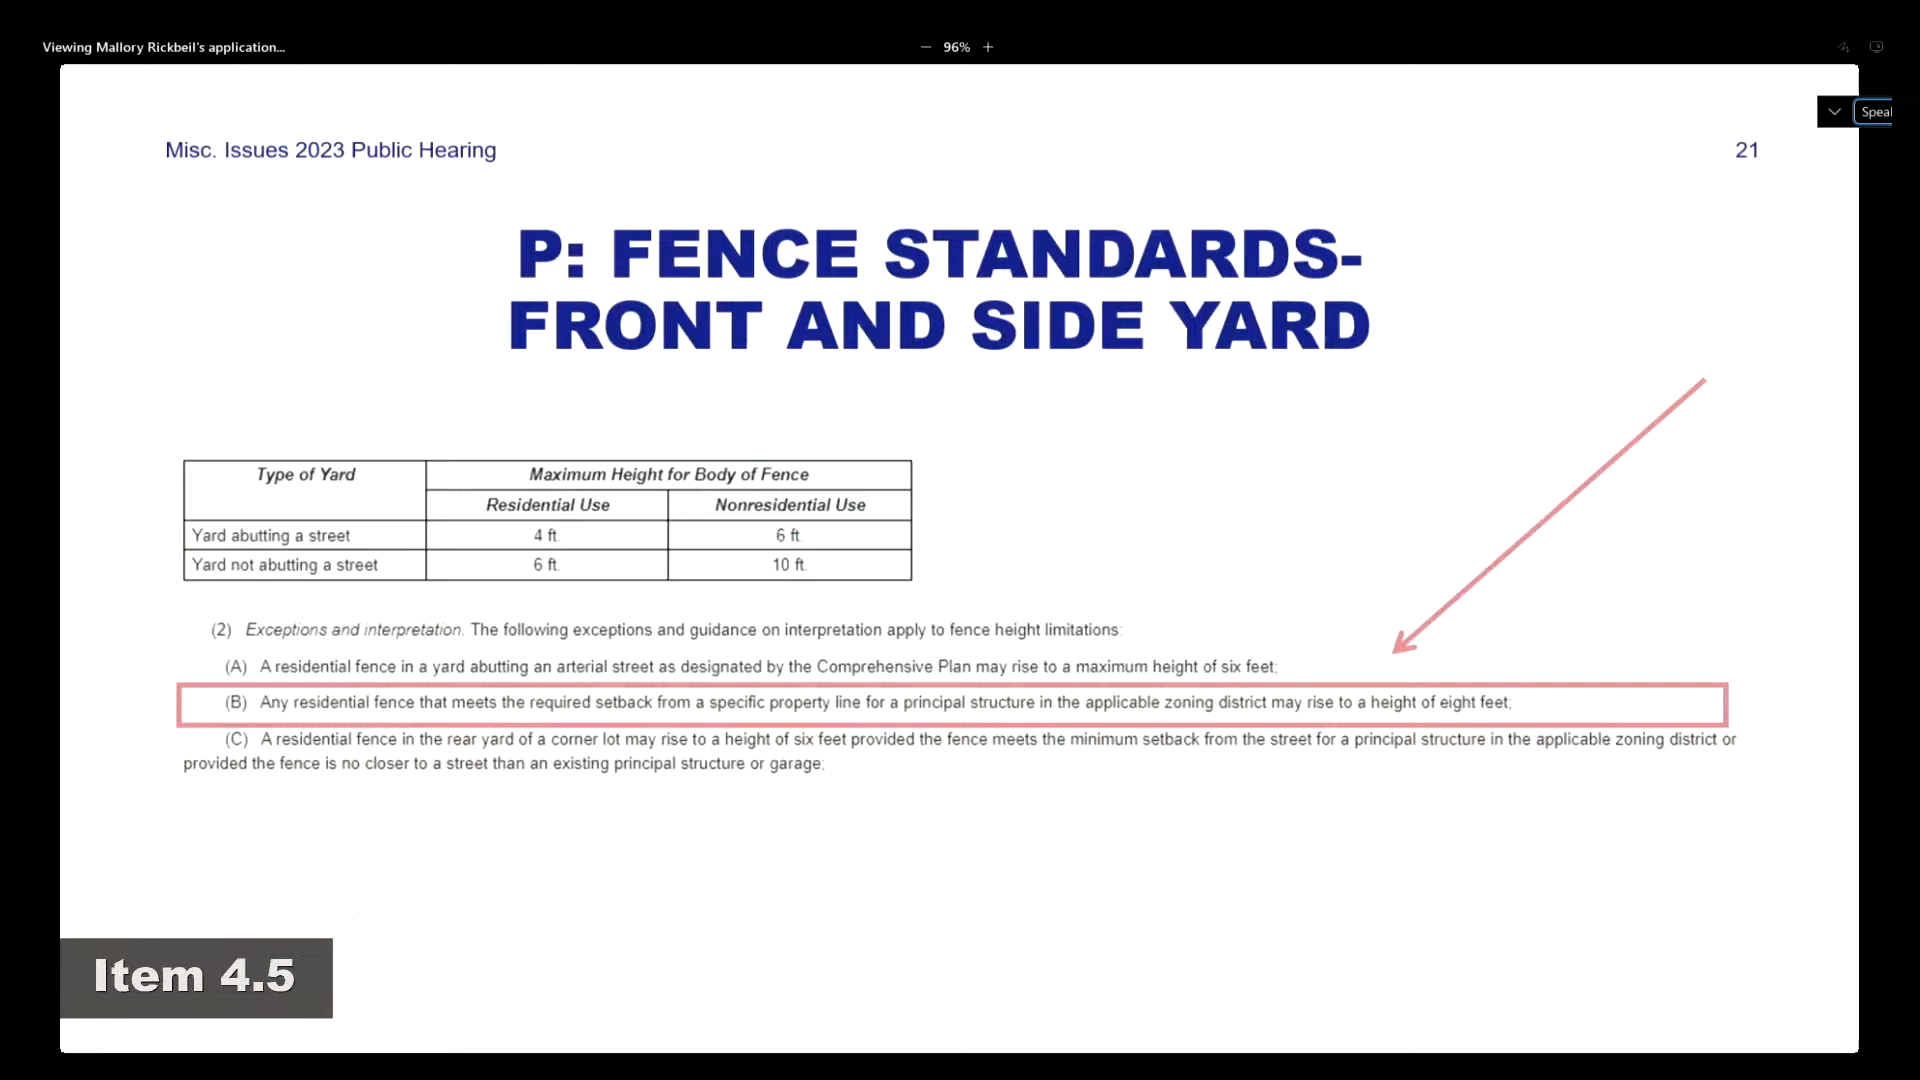 Viewing Mallory Rickbeil's application...
— 96% +
Speal
Misc. Issues 2023 Public Hearing
21
P: FENCE STANDARDS-
FRONT AND SIDE YARD
Type of Yard
Maximum Height for Body of Fence
Residential Use
Nonresidential Use
Yard abutting a street
4 ft.
6 ft.
Yard not abutting a street
6 ft.
10 ft.
(2) Exceptions and interpretation. The following exceptions and guidance on interpretation apply to fence height limitations:
(A) A residential fence in a yard abutting an arterial street as designated by the Comprehensive Plan may rise to a maximum height of six feet;
(B) Any residential fence that meets the required setback from a specific property line for a principal structure in the applicable zoning district may rise to a height of eight feet;
(C) A residential fence in the rear yard of a corner lot may rise to a height of six feet provided the fence meets the minimum setback from the street for a principal structure in the applicable zoning district or
provided the fence is no closer to a street than an existing principal structure or garage;
Item 4.5